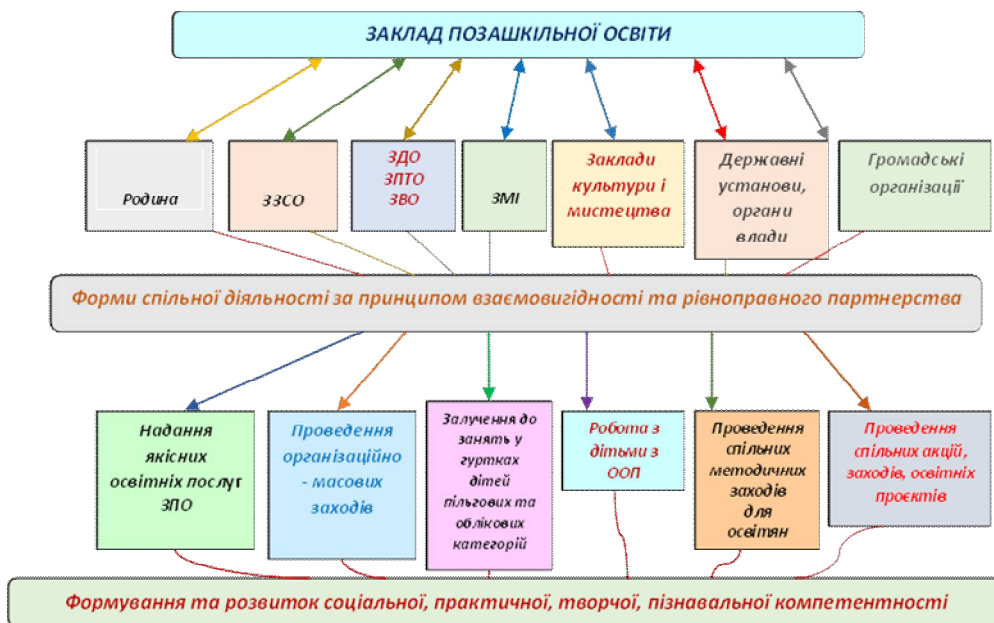 ЗАКЛАД ПОЗАШКІЛЬНОЇ ОСВІТИ
Родина
ЗЗСО
ЗДО
ЗПТО
ЗВО
ЗМІ
Заклади
культури і
мистецтва
Державні
установи,
органи
влади
Громадські
організації
Форми спільної діяльності за принципом взаємовигідності та рівноправного партнерства
Надання
якісних
освітніх послуг
ЗПО
Проведення
організаційно
- масових
заходів
Залучення до
занять у
гуртках
дітей
пільгових та
облікових
категорій
Робота з
дітьми з
ООП
Проведення
спільних
методичних
заходів
для
освітян
Проведення
спільних акцій,
заходів, освітніх
проєктів
Формування та розвиток соціальної, практичної, творчої, пізнавальної компетентності